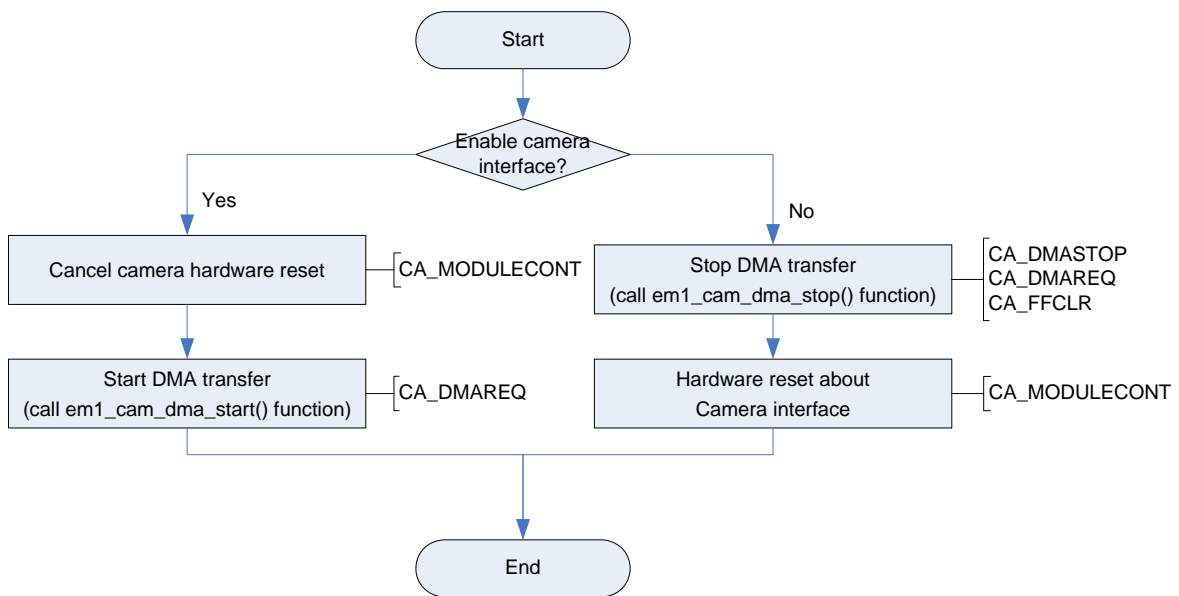 Start
Enable camera
interface?
Yes
No
Cancel camera hardware reset
CA_MODULECONT
Stop DMA transfer
(call em1_cam_dma_stop() function)
CA_DMASTOP
CA_DMAREQ
CA_FFCLR
Start DMA transfer
(call em1_cam_dma_start() function)
CA_DMAREQ
Hardware reset about
Camera interface
CA_MODULECONT
End